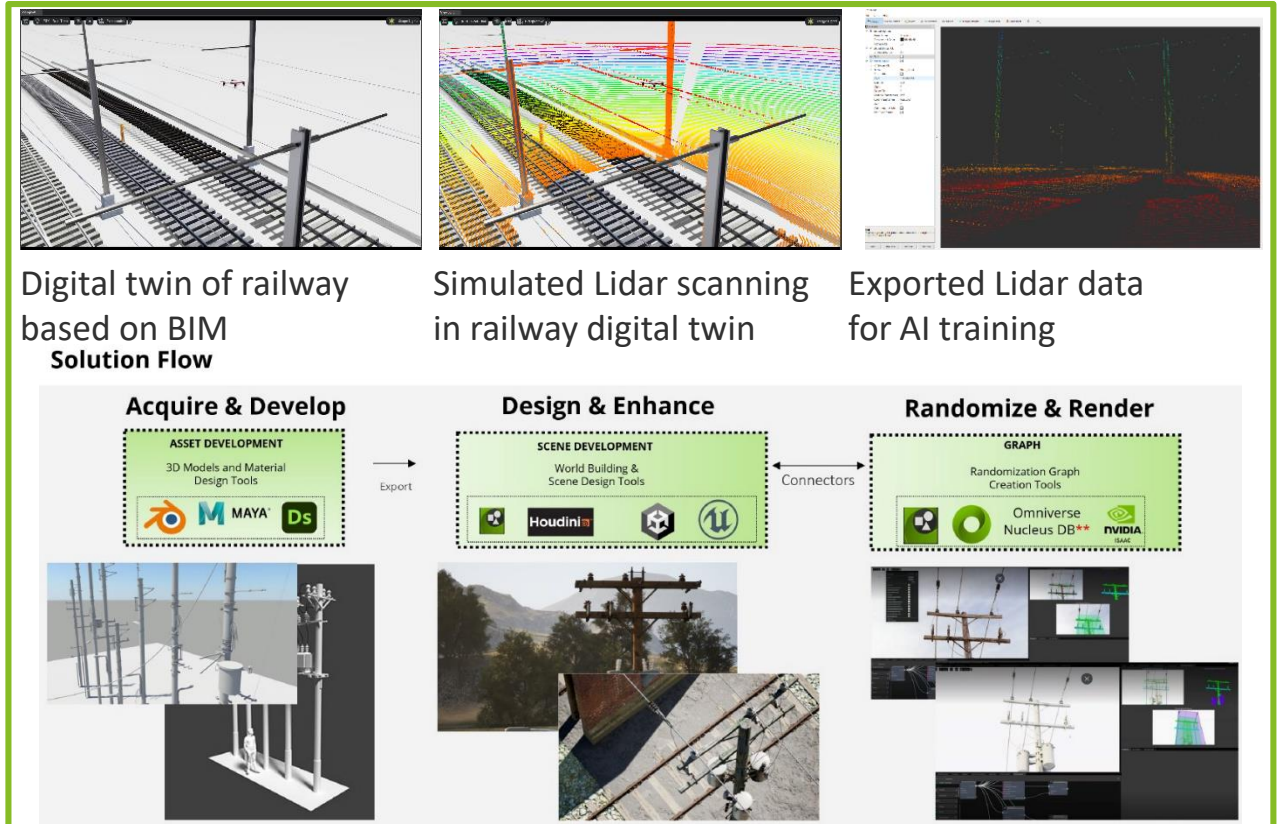 Digital twin of railway
based on BIM
Simulated Lidar scanning
in railway digital twin
Exported Lidar data
for AI training
Solution Flow
Acquire & Develop
ASSET DEVELOPMENT
3D Models and Material
Design Tools
MAYA
Ds
Export
Design & Enhance
SCENE DEVELOPMENT
World Building &
Scene Design Tools
Houdini
Connectors
Randomize & Render
GRAPH
Randomization Graph
Creation Tools
Omniverse
Nucleus DB**
NVIDIA
ISAAC